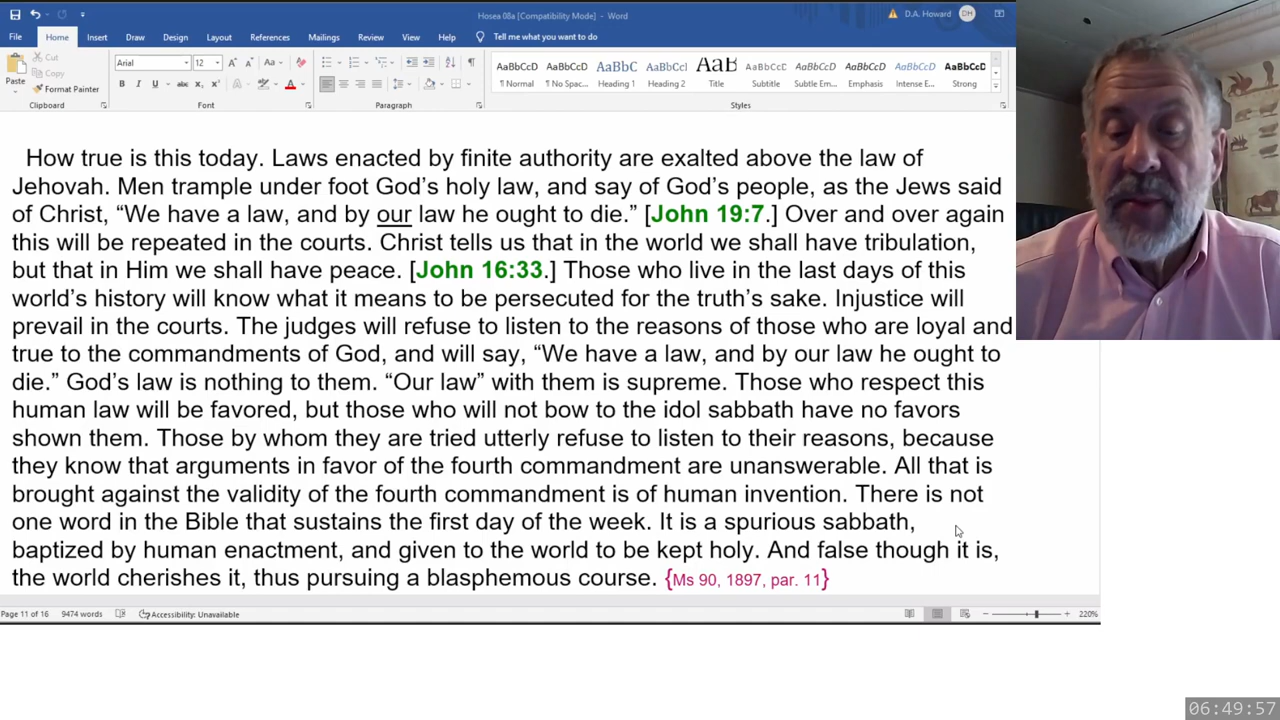 Hosea 08a [Compatibility Mode] - Word
D.A. Howard DH
File Home Insert Draw Design Layout References Mailings Review View Help Tell me what you want to do
Paste
Cut
Copy
Format Painter
Arial 12
Clipboard Font Paragraph Styles
AaBbCcD AaBbCcD AaBbC AaBbCcl AaB AaBbCcD AaBbCcD AaBbCcD AaBbCcD AaBbCcD
¶ Normal ¶ No Spac... Heading 1 Heading 2 Title Subtitle Subtle Em... Emphasis Intense E... Strong
How true is this today. Laws enacted by finite authority are exalted above the law of
Jehovah. Men trample under foot God’s holy law, and say of God’s people, as the Jews said
of Christ, “We have a law, and by our law he ought to die.” [John 19:7.] Over and over again
this will be repeated in the courts. Christ tells us that in the world we shall have tribulation,
but that in Him we shall have peace. [John 16:33.] Those who live in the last days of this
world’s history will know what it means to be persecuted for the truth’s sake. Injustice will
prevail in the courts. The judges will refuse to listen to the reasons of those who are loyal and
true to the commandments of God, and will say, “We have a law, and by our law he ought to
die.” God’s law is nothing to them. “Our law” with them is supreme. Those who respect this
human law will be favored, but those who will not bow to the idol sabbath have no favors
shown them. Those by whom they are tried utterly refuse to listen to their reasons, because
they know that arguments in favor of the fourth commandment are unanswerable. All that is
brought against the validity of the fourth commandment is of human invention. There is not
one word in the Bible that sustains the first day of the week. It is a spurious sabbath,
baptized by human enactment, and given to the world to be kept holy. And false though it is,
the world cherishes it, thus pursuing a blasphemous course. {Ms 90, 1897, par. 11}
Page 11 of 16 9474 words Accessibility: Unavailable 220%
06:49:57